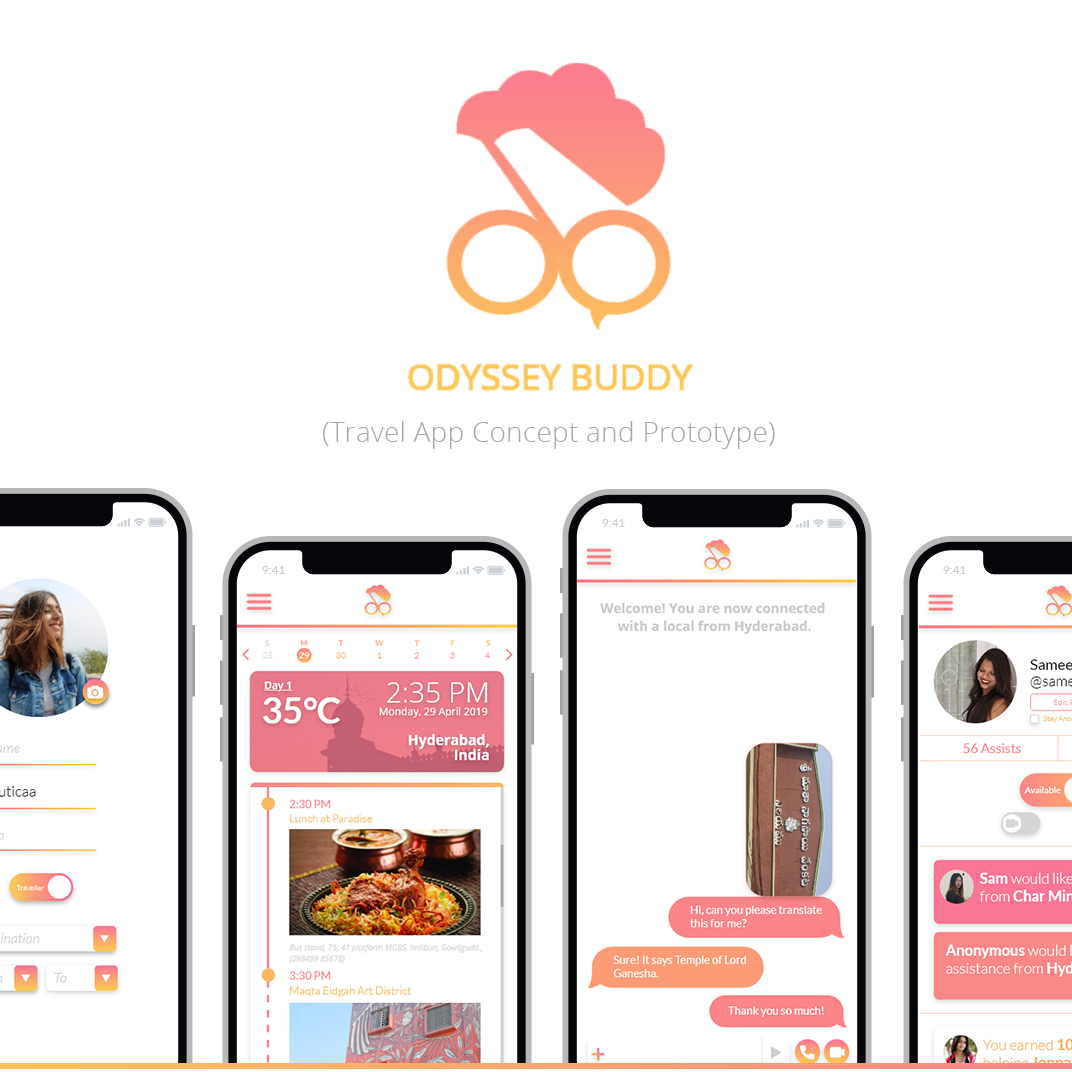 ODYSSEY BUDDY
(Travel App Concept and Prototype)
uticaa
Traveller
To
9:41
S M T W T F S
28 29 30 1 2 3 4
Day 1
35°C
2:35 PM
Monday, 29 April 2019
Hyderabad,
India
2:30 PM
Lunch at Paradise
Bus stand, 75, 41 platform MGBS, Imlibun, Gowliguda.,
(098499 85678)
3:30 PM
Maqta Eidgah Art District
9:41
Welcome! You are now connected
with a local from Hyderabad.
Hi, can you please translate
this for me?
Sure! It says Temple of Lord
Ganesha.
Thank you so much!
9:41
Samee
@same
Edit
Stay Ano
56 Assists
Available
Sam would like
from Char Min
Anonymous would
assistance from Hyd
You earned 10
helping